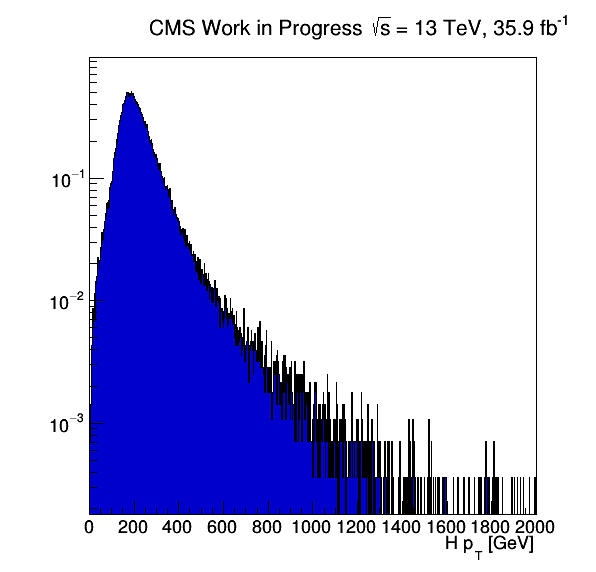 CMS Work in Progress √s = 13 TeV, 35.9 fb⁻¹
10⁻¹
10⁻²
10⁻³
0 200 400 600 800 1000 1200 1400 1600 1800 2000
H p_T [GeV]